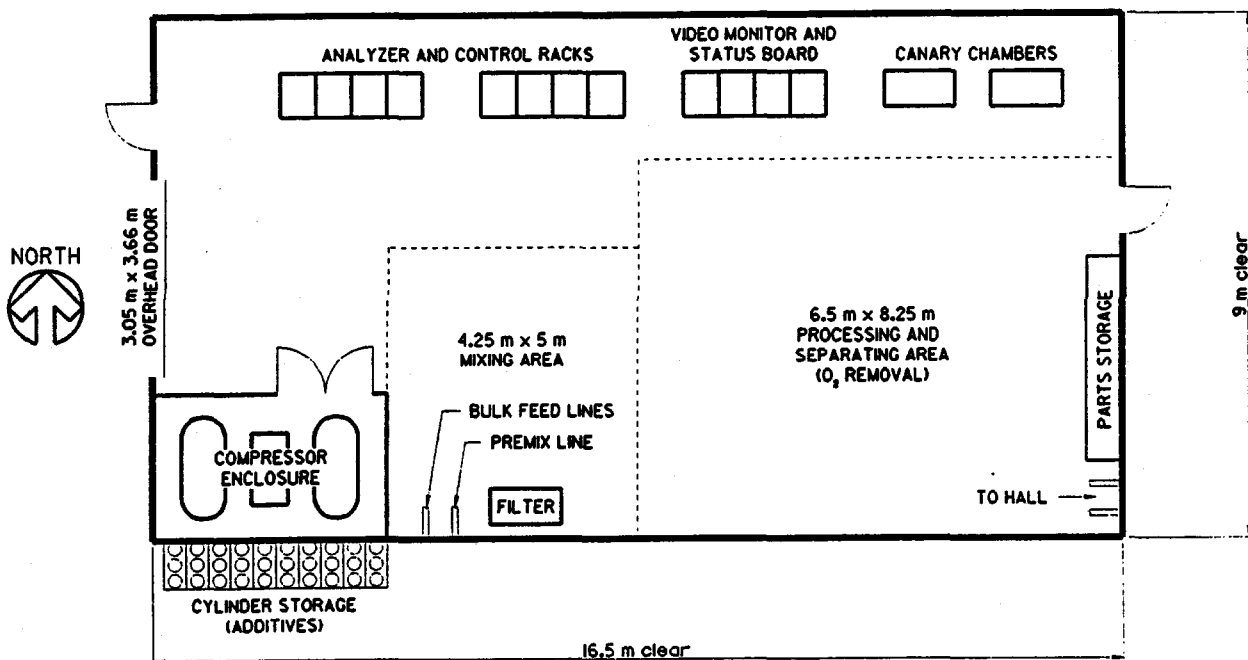 VIDEO MONITOR AND
STATUS BOARD
ANALYZER AND CONTROL RACKS
CANARY CHAMBERS
NORTH
3.05 m x 3.66 m
OVERHEAD DOOR
9 m clear
4.25 m x 5 m
MIXING AREA
6.5 m x 8.25 m
PROCESSING AND
SEPARATING AREA
(O₂ REMOVAL)
PARTS STORAGE
BULK FEED LINES
PREMIX LINE
COMPRESSOR
ENCLOSURE
FILTER
TO HALL
CYLINDER STORAGE
(ADDITIVES)
16.5 m clear